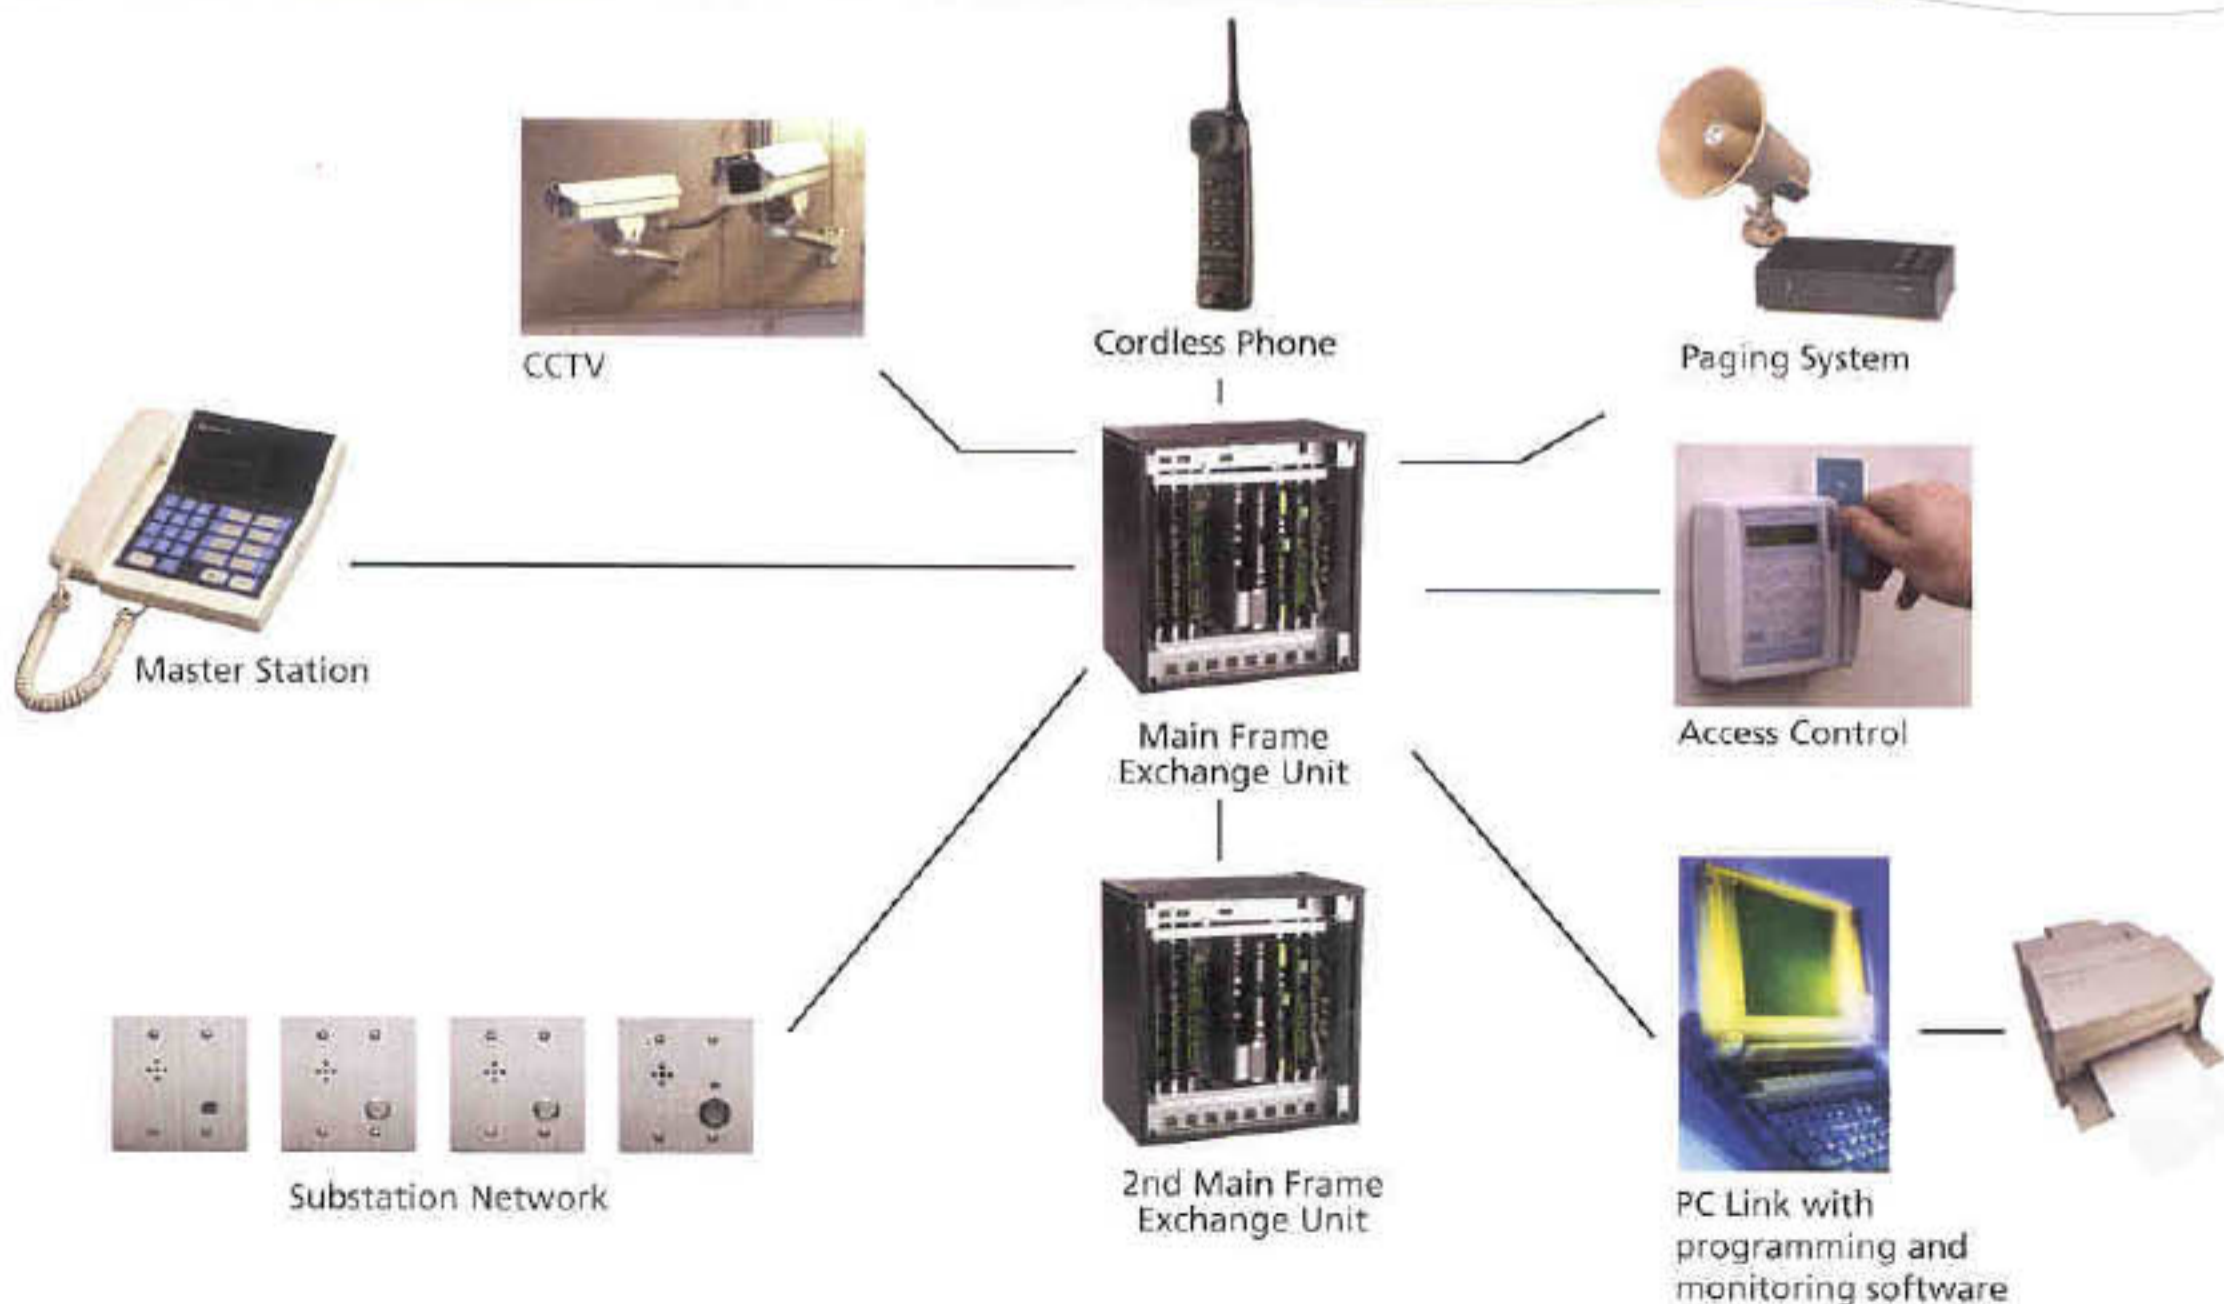 CCTV
Cordless Phone
Paging System
Master Station
Main Frame
Exchange Unit
Access Control
Substation Network
2nd Main Frame
Exchange Unit
PC Link with
programming and
monitoring software